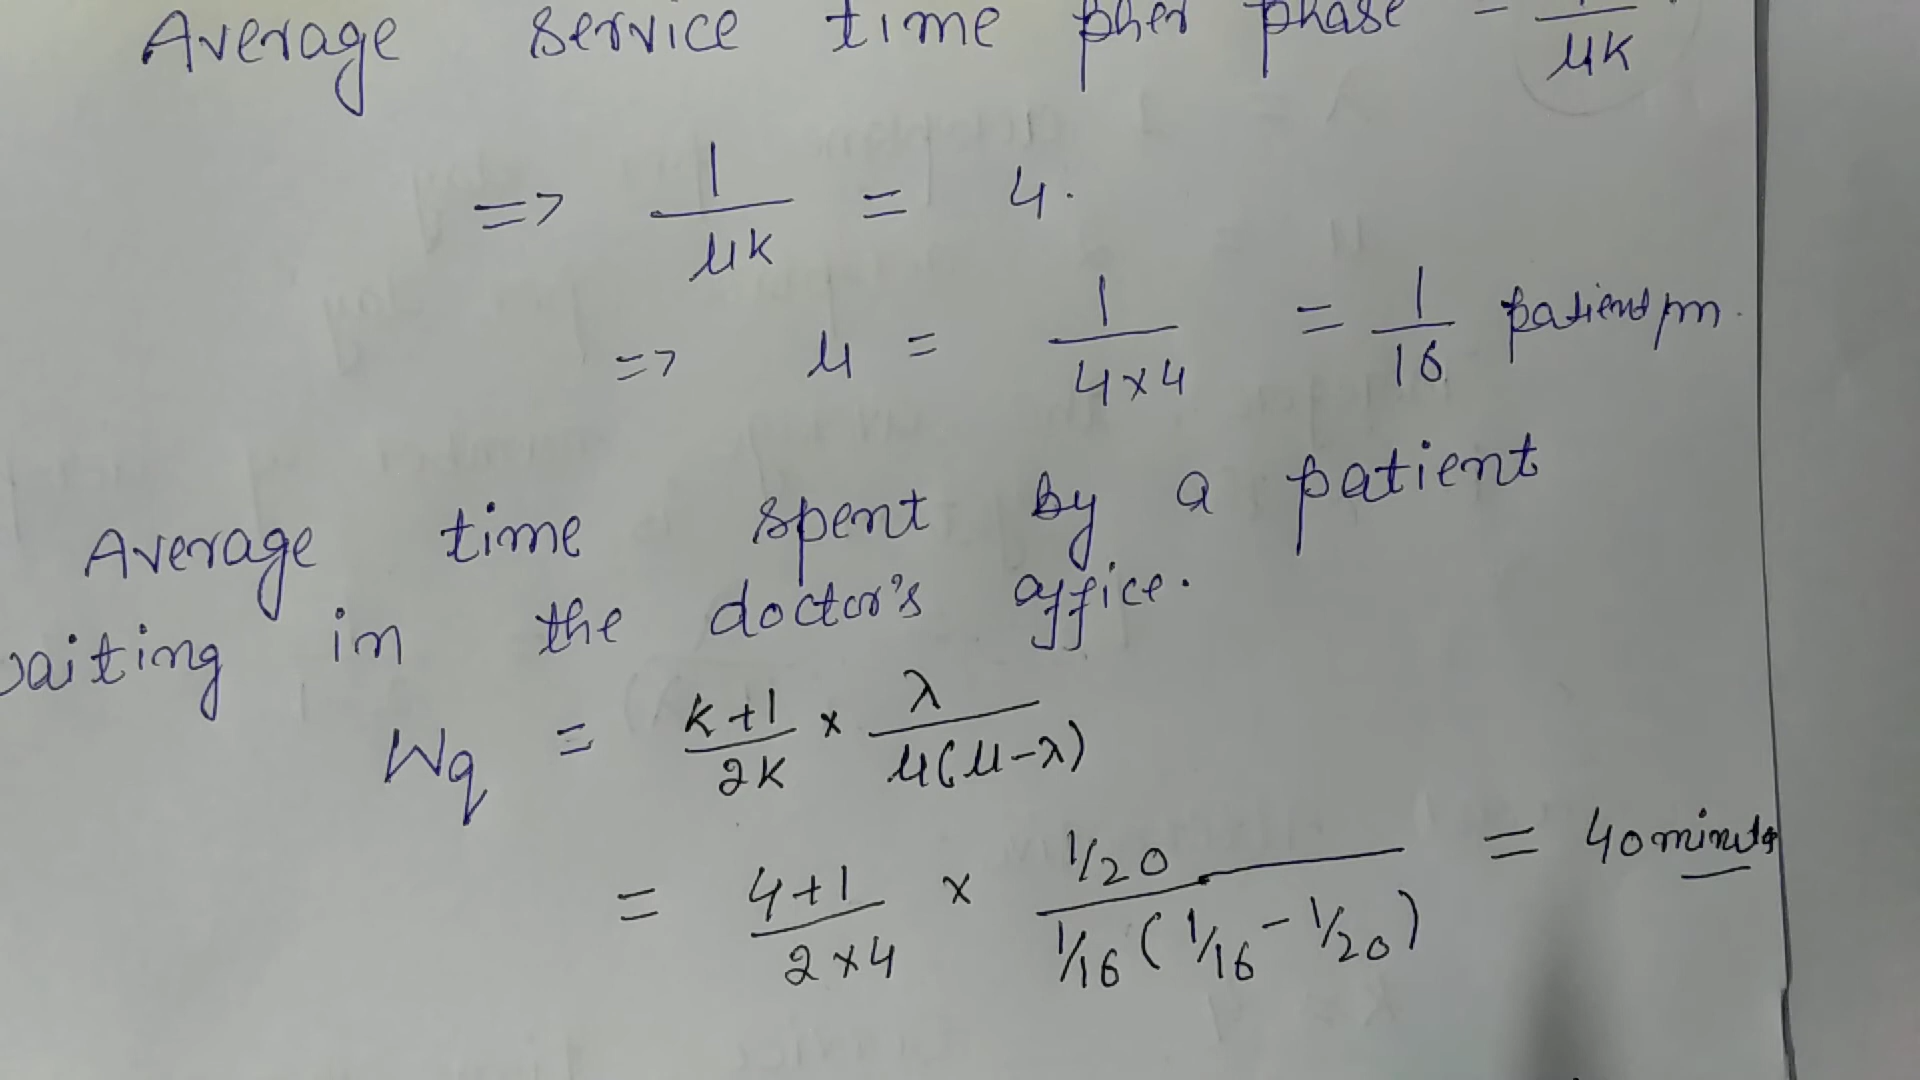 Average service time pher phase = 1/μk
=> 1/μk = 4.
=> μ = 1/(4×4) = 1/16 patient pm.
Average time spent by a patient
waiting in the doctor's office.
Wq = (k+1)/2k × λ/(μ(μ-λ))
= (4+1)/(2×4) × (1/20)/(1/16(1/16 - 1/20)) = 40 minutes